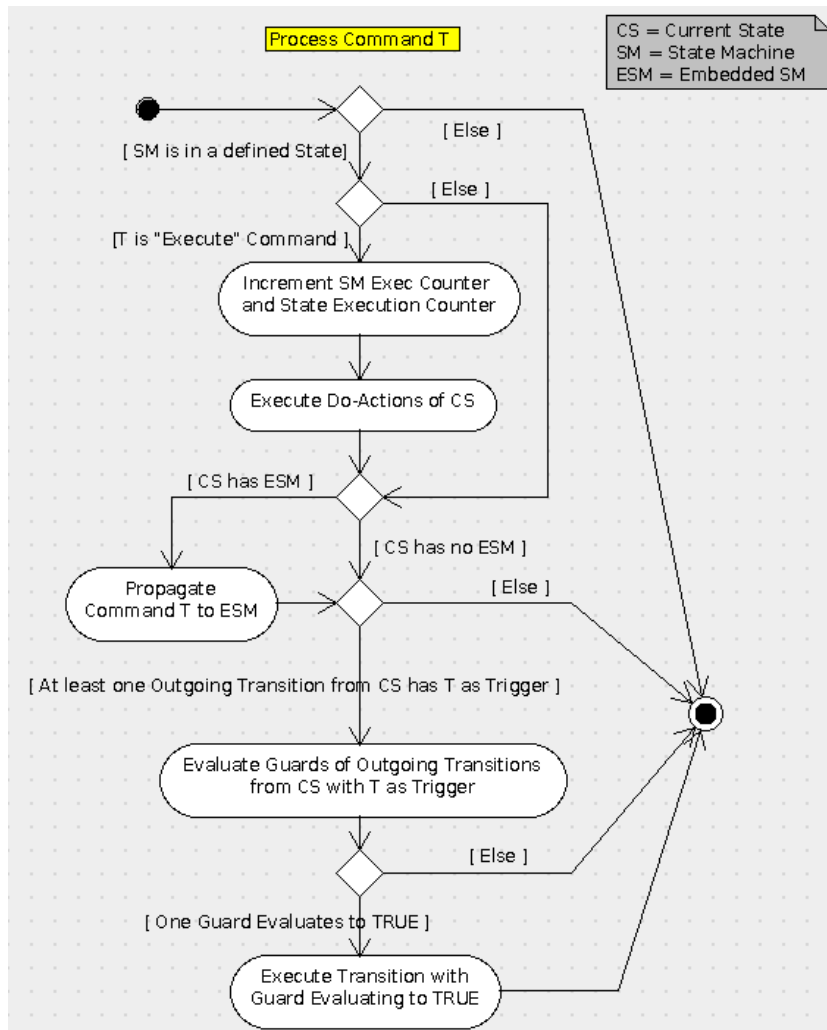 Process Command T
CS = Current State
SM = State Machine
ESM = Embedded SM
[ Else ]
[ SM is in a defined State]
[ Else ]
[T is "Execute" Command ]
Increment SM Exec Counter
and State Execution Counter
Execute Do-Actions of CS
[ CS has ESM ]
[ CS has no ESM ]
Propagate
Command T to ESM
[ Else ]
[ At least one Outgoing Transition from CS has T as Trigger ]
Evaluate Guards of Outgoing Transitions
from CS with T as Trigger
[ Else ]
[ One Guard Evaluates to TRUE ]
Execute Transition with
Guard Evaluating to TRUE